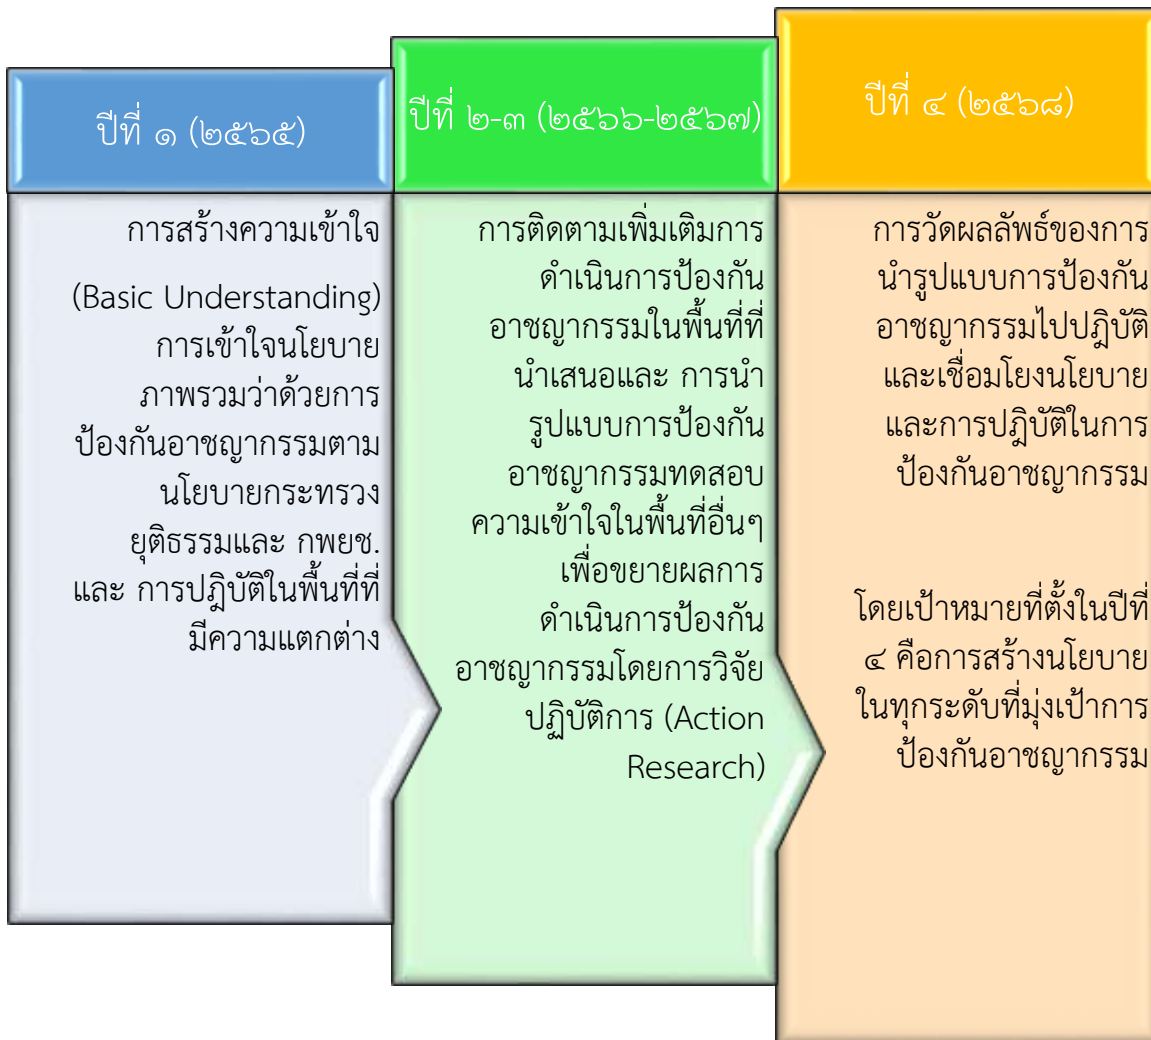 ปีที่ ๑ (๒๕๖๕)
การสร้างความเข้าใจ
(Basic Understanding)
การเข้าใจนโยบาย
ภาพรวมว่าด้วยการ
ป้องกันอาชญากรรมตาม
นโยบายกระทรวง
ยุติธรรมและ กพยช.
และ การปฎิบัติในพื้นที่ที่
มีความแตกต่าง
ปีที่ ๒-๓ (๒๕๖๖-๒๕๖๗)
การติดตามเพิ่มเติมการ
ดำเนินการป้องกัน
อาชญากรรมในพื้นที่ที่
นำเสนอและ การนำ
รูปแบบการป้องกัน
อาชญากรรมทดสอบ
ความเข้าใจในพื้นที่อื่นๆ
เพื่อขยายผลการ
ดำเนินการป้องกัน
อาชญากรรมโดยการวิจัย
ปฏิบัติการ (Action
Research)
ปีที่ ๔ (๒๕๖๘)
การวัดผลลัพธ์ของการ
นำรูปแบบการป้องกัน
อาชญากรรมไปปฎิบัติ
และเชื่อมโยงนโยบาย
และการปฎิบัติในการ
ป้องกันอาชญากรรม
โดยเป้าหมายที่ตั้งในปีที่
๔ คือการสร้างนโยบาย
ในทุกระดับที่มุ่งเป้าการ
ป้องกันอาชญากรรม